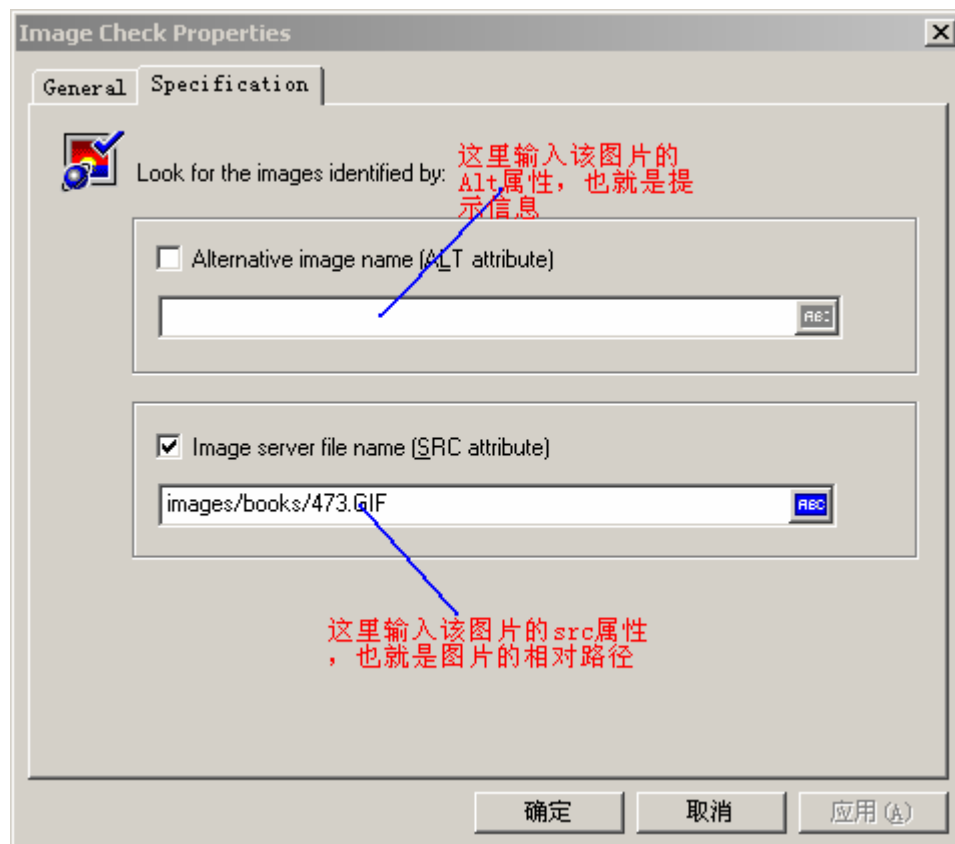 Image Check Properties
General
Specification
Look for the images identified by:
这里输入该图片的
Alt属性，也就是提
示信息
Alternative image name (ALT attribute)
ABC
Image server file name (SRC attribute)
images/books/473.GIF
ABC
这里输入该图片的src属性
，也就是图片的相对路径
确定
取消
应用(A)